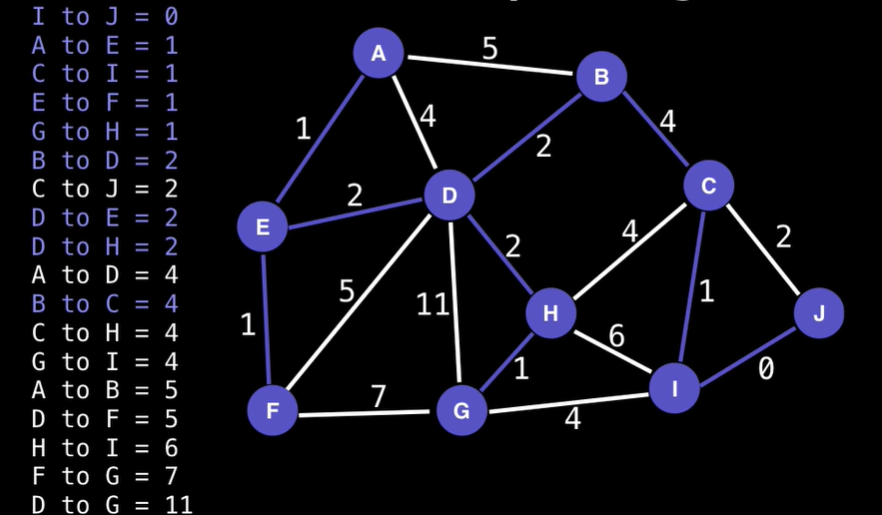 I to J = 0
A to E = 1
C to I = 1
E to F = 1
G to H = 1
B to D = 2
C to J = 2
D to E = 2
D to H = 2
A to D = 4
B to C = 4
C to H = 4
G to I = 4
A to B = 5
D to F = 5
H to I = 6
F to G = 7
D to G = 11
A
5
B
1
4
2
4
E
2
D
C
2
4
2
5
11
1
1
H
6
J
1
0
F
7
G
4
I